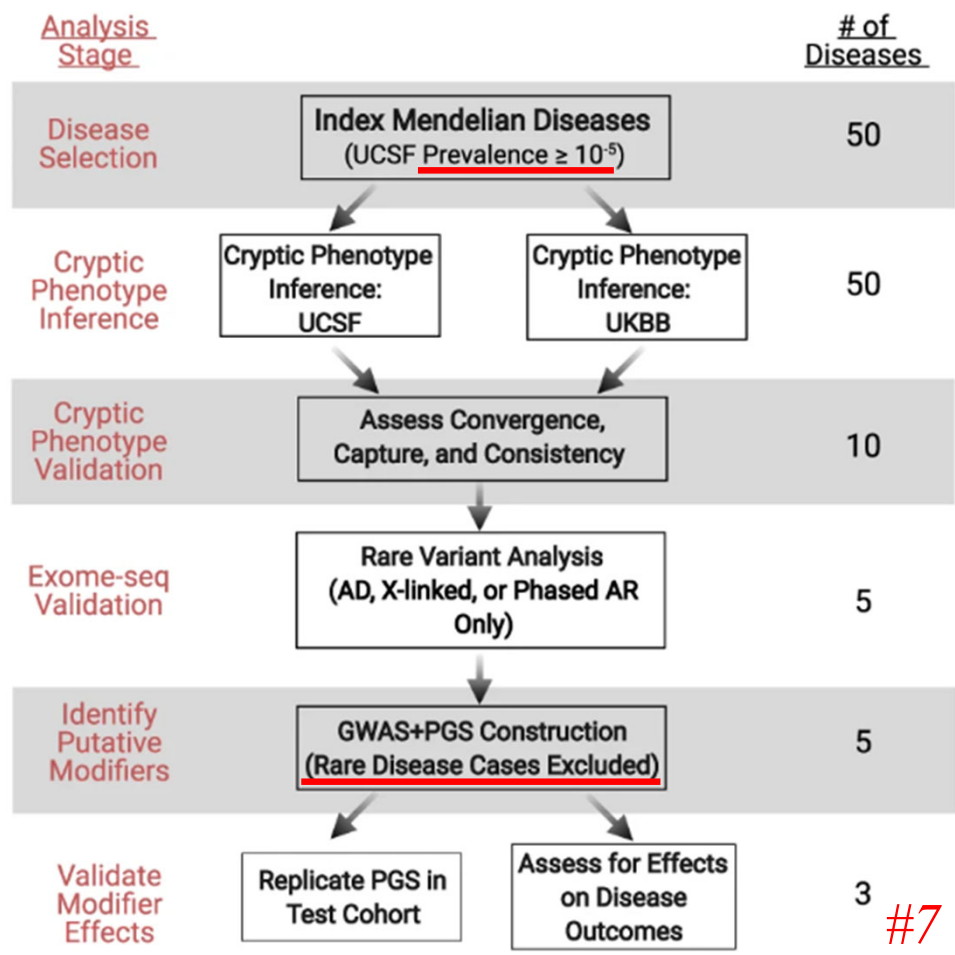 Analysis
Stage
# of
Diseases
Disease
Selection
Index Mendelian Diseases
(UCSF Prevalence ≥ 10⁻⁵)
50
Cryptic
Phenotype
Inference
Cryptic Phenotype
Inference:
UCSF
Cryptic Phenotype
Inference:
UKBB
50
Cryptic
Phenotype
Validation
Assess Convergence,
Capture, and Consistency
10
Exome-seq
Validation
Rare Variant Analysis
(AD, X-linked, or Phased AR
Only)
5
Identify
Putative
Modifiers
GWAS+PGS Construction
(Rare Disease Cases Excluded)
5
Validate
Modifier
Effects
Replicate PGS in
Test Cohort
Assess for Effects
on Disease
Outcomes
3
#7